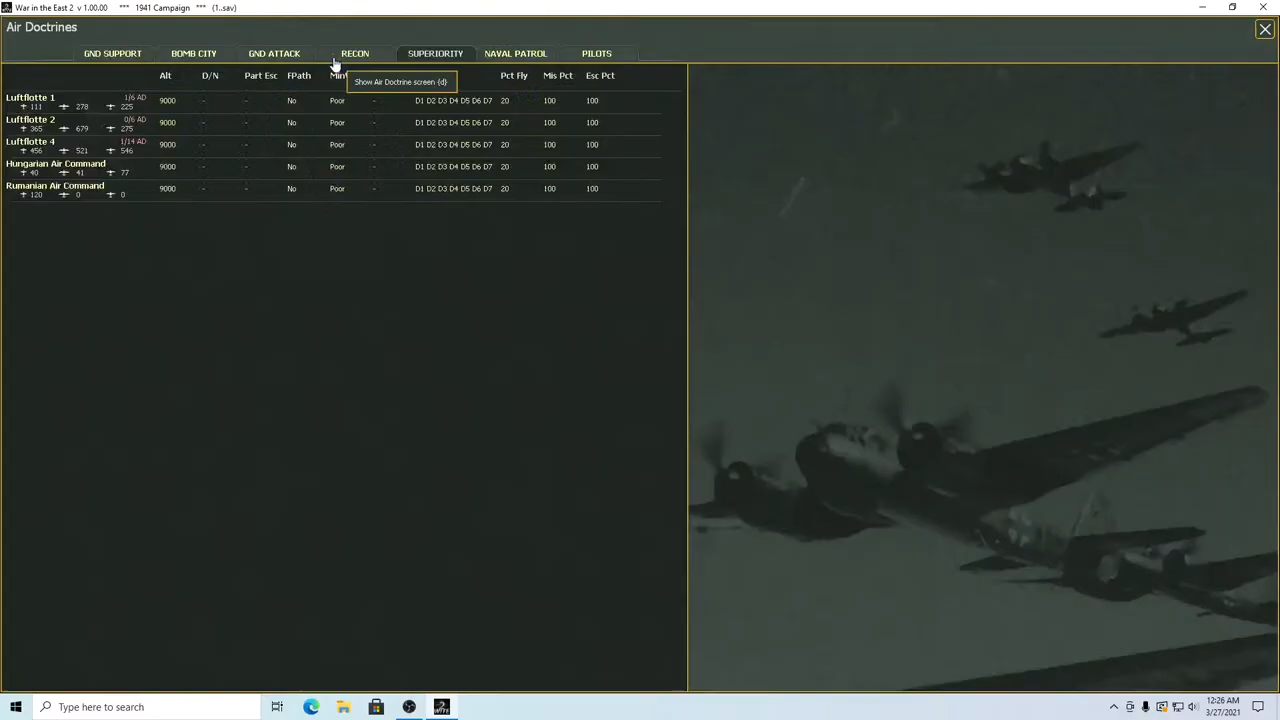 War in the East 2 v 1.00.00 *** 1941 Campaign *** (1..sav)
Air Doctrines
GND SUPPORT BOMB CITY GND ATTACK RECON SUPERIORITY NAVAL PATROL PILOTS
Alt D/N Part Esc FPath Pct Fly Mis Pct Esc Pct
Show Air Doctrine screen {d}
Luftflotte 1 1/6 AD 9000 - - No Poor - D1 D2 D3 D4 D5 D6 D7 20 100 100
111 278 225
Luftflotte 2 0/6 AD 9000 - - No Poor - D1 D2 D3 D4 D5 D6 D7 20 100 100
365 679 275
Luftflotte 4 1/14 AD 9000 - - No Poor - D1 D2 D3 D4 D5 D6 D7 20 100 100
456 521 546
Hungarian Air Command 9000 - - No Poor - D1 D2 D3 D4 D5 D6 D7 20 100 100
40 41 77
Rumanian Air Command 9000 - - No Poor - D1 D2 D3 D4 D5 D6 D7 20 100 100
120 0 0
Type here to search
12:26 AM
3/27/2021